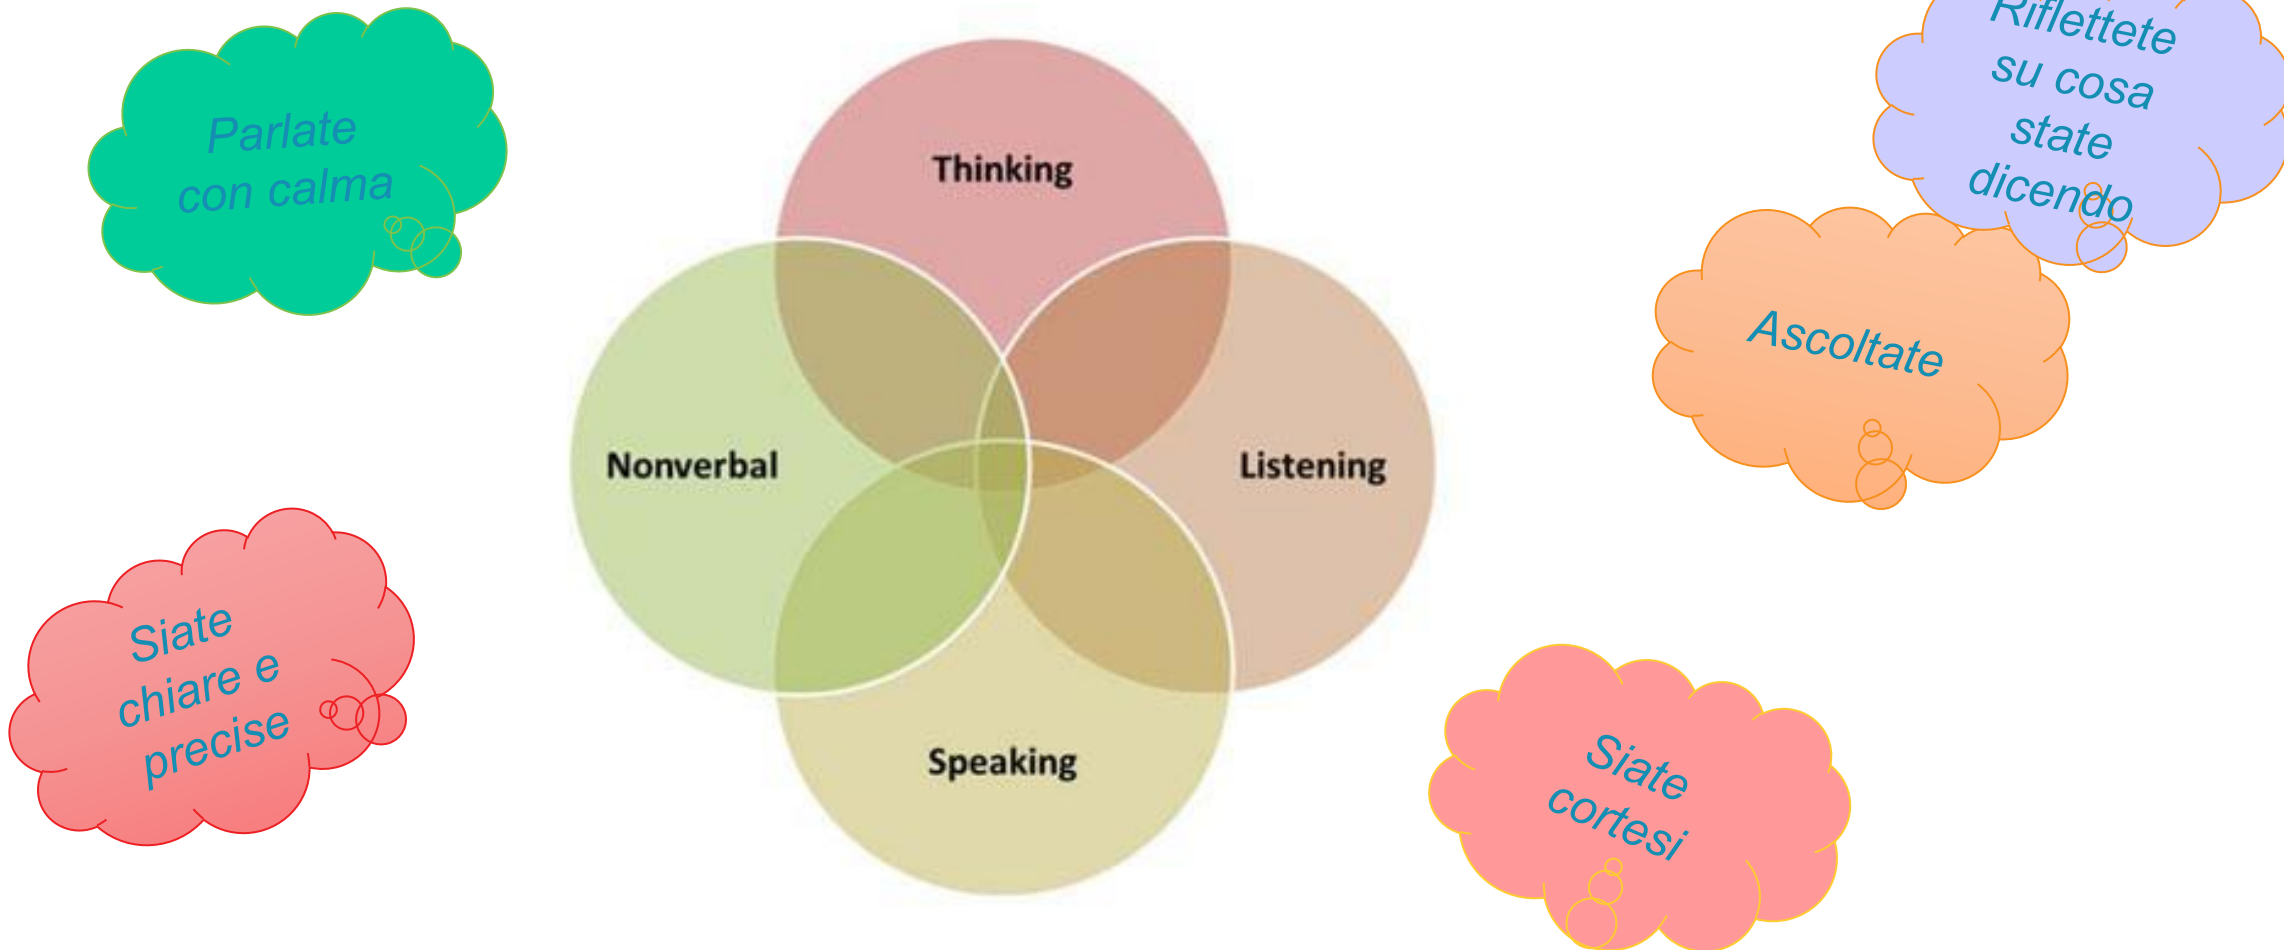 Parlate
con calma
Thinking
Riflettete
su cosa
state
dicendo
Ascoltate
Nonverbal
Listening
Siate
chiare e
precise
Speaking
Siate
cortesi